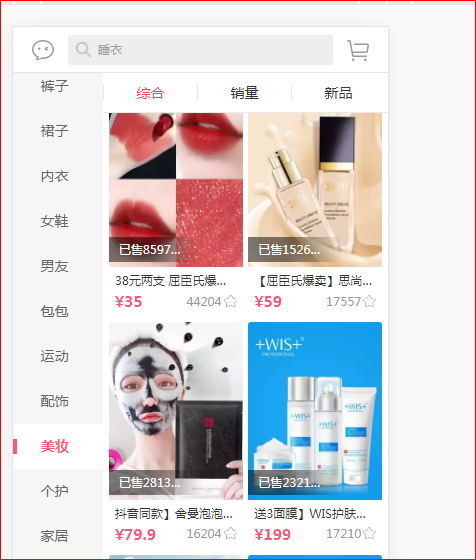 睡衣
裤子
裙子
内衣
女鞋
男友
包包
运动
配饰
美妆
个护
家居
综合
销量
新品
已售8597...
38元两支 屈臣氏爆...
¥35
44204
已售1526...
【屈臣氏爆卖】思尚...
¥59
17557
已售2813...
抖音同款】舍曼泡泡...
¥79.9
16204
+WIS+
PROFESSIONAL
+WIS+
+WIS+
+WIS+
已售2321...
送3面膜】WIS护肤...
¥199
17210